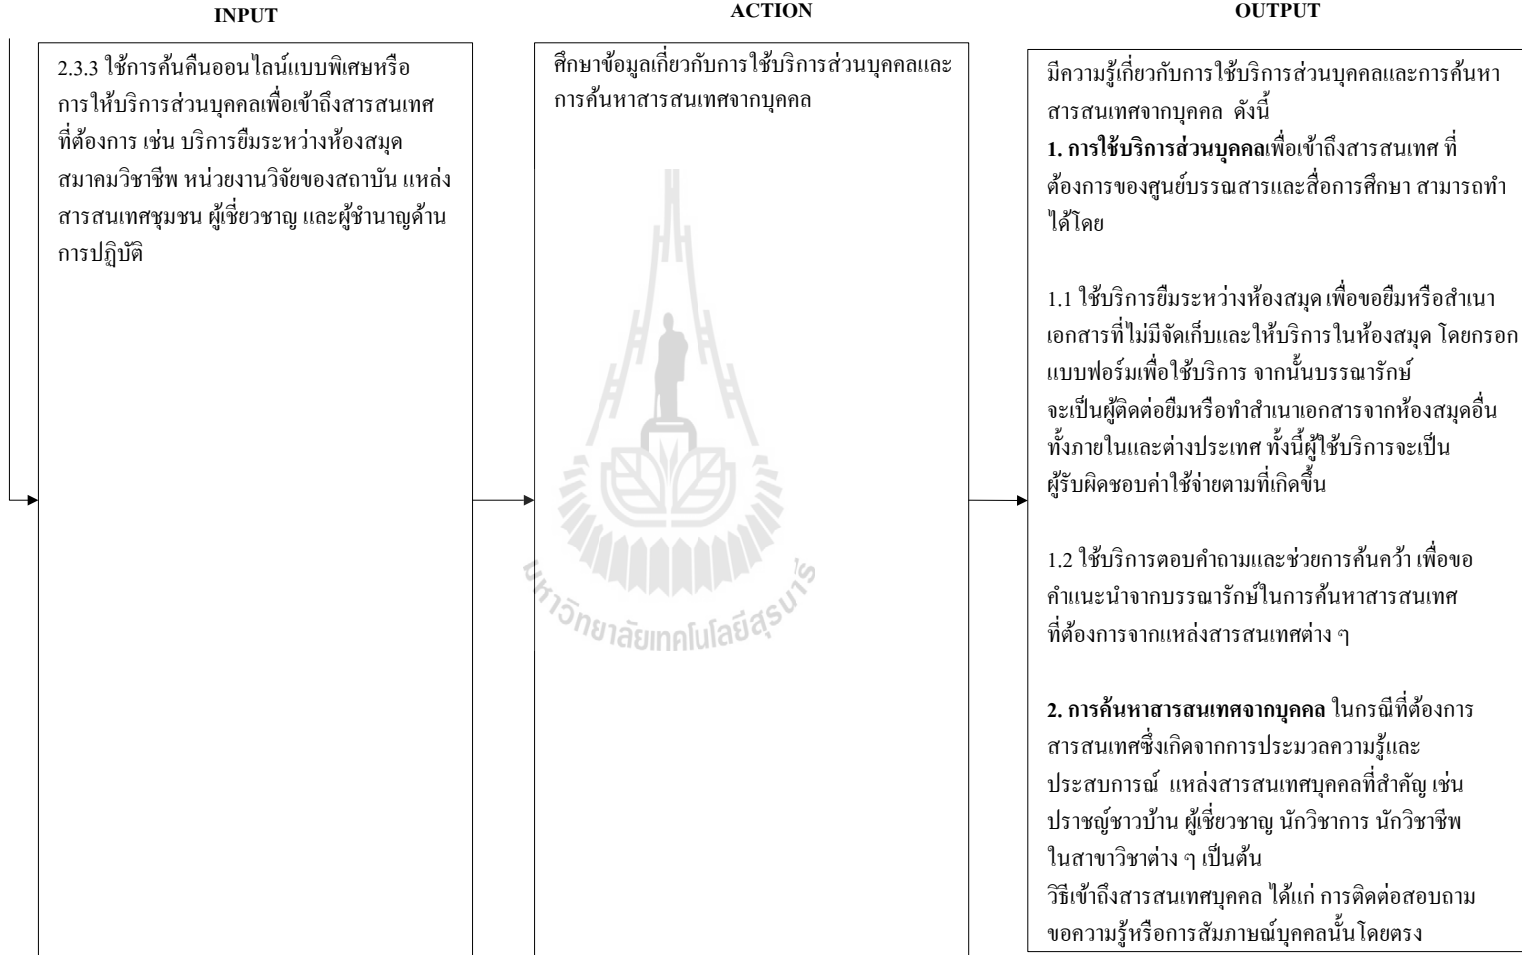 INPUT
ACTION
OUTPUT
2.3.3 ใช้การค้นคืนออนไลน์แบบพิเศษหรือ
การให้บริการส่วนบุคคลเพื่อเข้าถึงสารสนเทศ
ที่ต้องการ เช่น บริการยืมระหว่างห้องสมุด
สมาคมวิชาชีพ หน่วยงานวิจัยของสถาบัน แหล่ง
สารสนเทศชุมชน ผู้เชี่ยวชาญ และผู้ชำนาญด้าน
การปฏิบัติ
ศึกษาข้อมูลเกี่ยวกับการใช้บริการส่วนบุคคลและ
การค้นหาสารสนเทศจากบุคคล
มหาวิทยาลัยเทคโนโลยีสุรนารี
มีความรู้เกี่ยวกับการใช้บริการส่วนบุคคลและการค้นหา
สารสนเทศจากบุคคล ดังนี้
1. การใช้บริการส่วนบุคคลเพื่อเข้าถึงสารสนเทศ ที่
ต้องการของศูนย์บรรณสารและสื่อการศึกษา สามารถทำ
ได้โดย
1.1 ใช้บริการยืมระหว่างห้องสมุด เพื่อขอยืมหรือสำเนา
เอกสารที่ไม่มีจัดเก็บและให้บริการในห้องสมุด โดยกรอก
แบบฟอร์มเพื่อใช้บริการ จากนั้นบรรณารักษ์
จะเป็นผู้ติดต่อยืมหรือทำสำเนาเอกสารจากห้องสมุดอื่น
ทั้งภายในและต่างประเทศ ทั้งนี้ผู้ใช้บริการจะเป็น
ผู้รับผิดชอบค่าใช้จ่ายตามที่เกิดขึ้น
1.2 ใช้บริการตอบคำถามและช่วยการค้นคว้า เพื่อขอ
คำแนะนำจากบรรณารักษ์ในการค้นหาสารสนเทศ
ที่ต้องการจากแหล่งสารสนเทศต่าง ๆ
2. การค้นหาสารสนเทศจากบุคคล ในกรณีที่ต้องการ
สารสนเทศซึ่งเกิดจากการประมวลความรู้และ
ประสบการณ์ แหล่งสารสนเทศบุคคลที่สำคัญ เช่น
ปราชญ์ชาวบ้าน ผู้เชี่ยวชาญ นักวิชาการ นักวิชาชีพ
ในสาขาวิชาต่าง ๆ เป็นต้น
วิธีเข้าถึงสารสนเทศบุคคล ได้แก่ การติดต่อสอบถาม
ขอความรู้หรือการสัมภาษณ์บุคคลนั้นโดยตรง